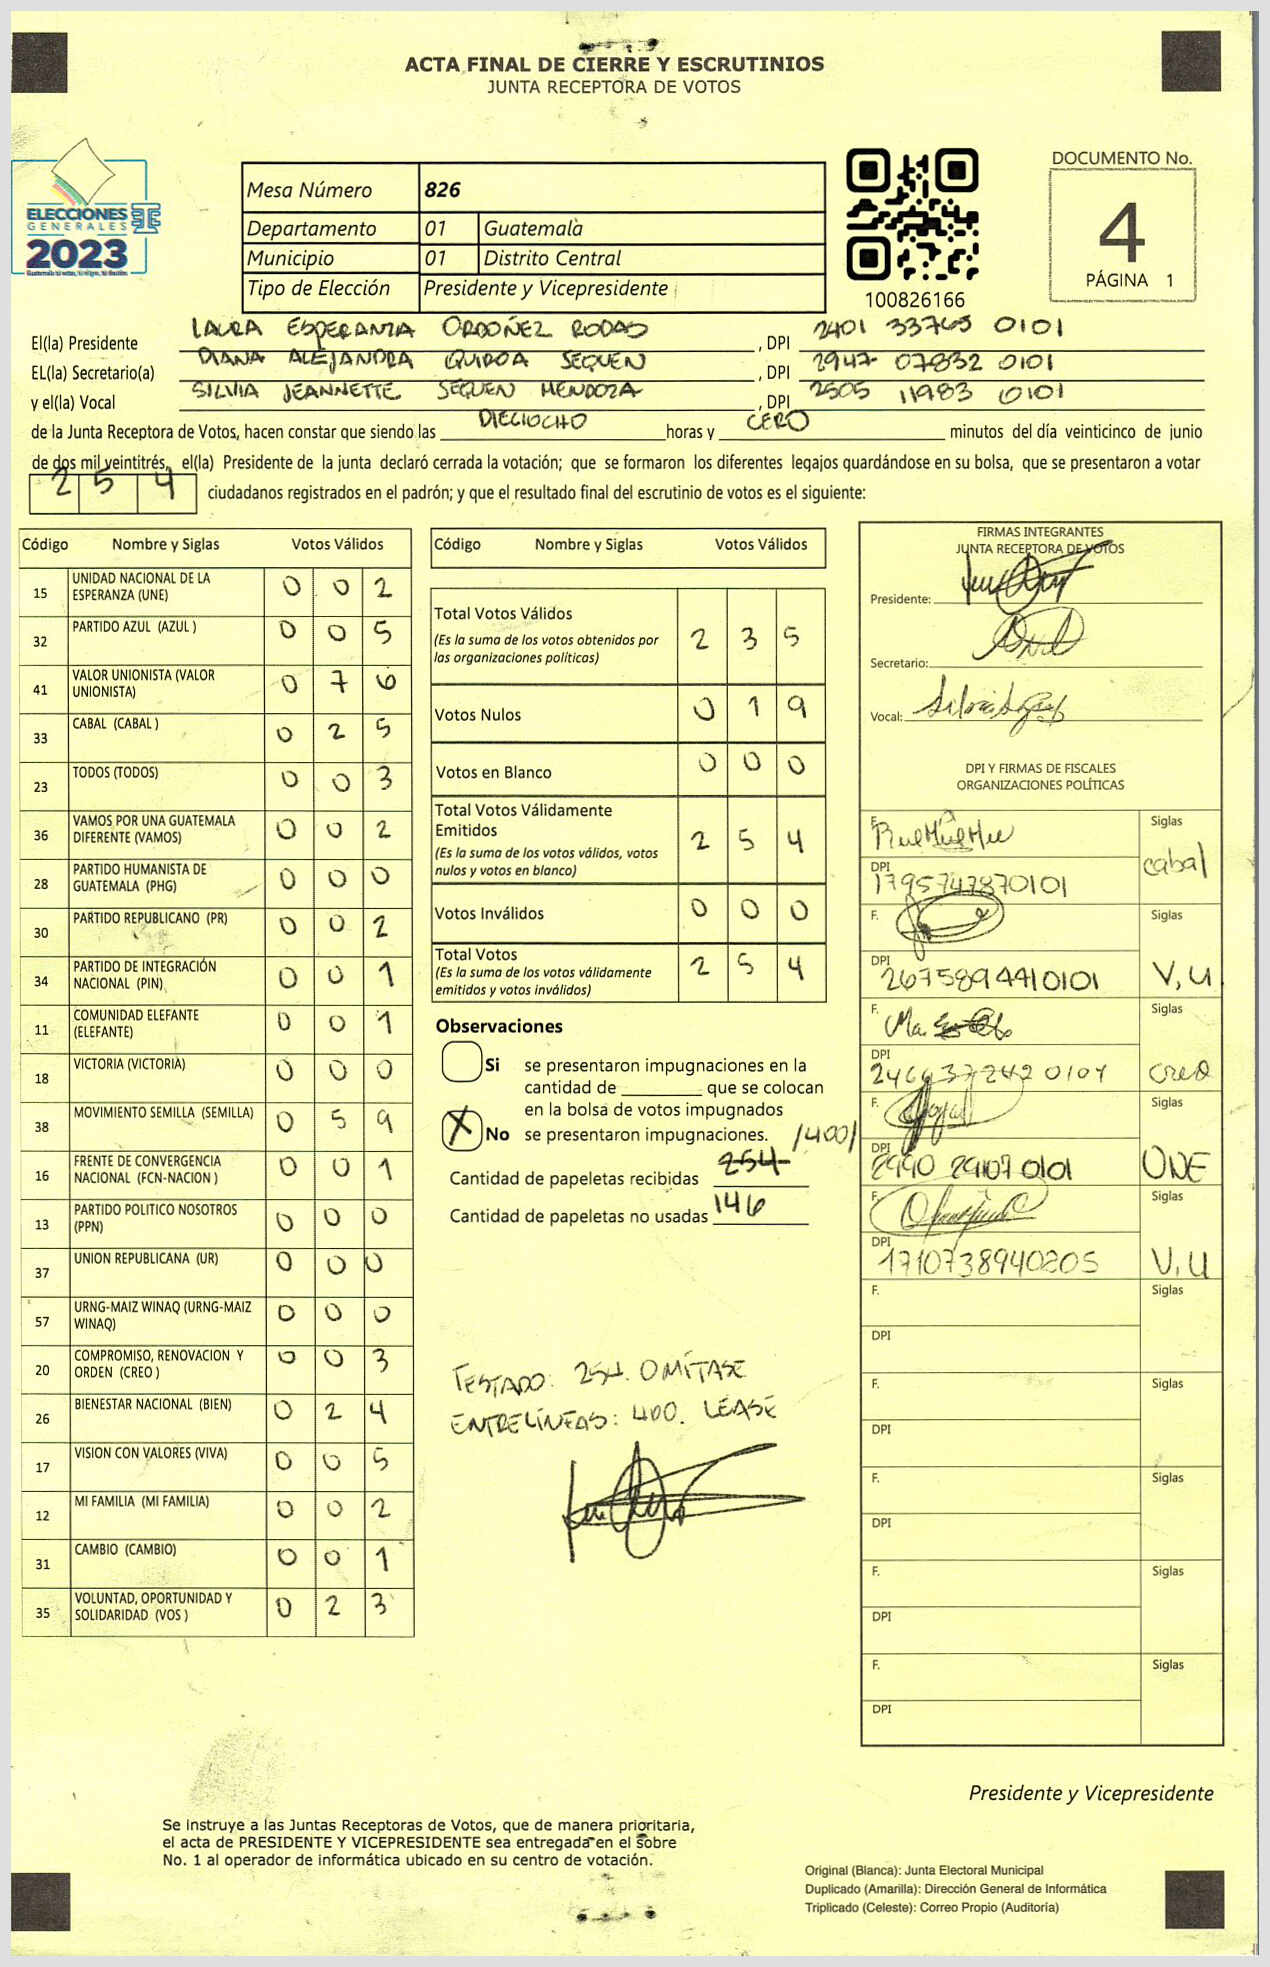 ACTA FINAL DE CIERRE Y ESCRUTINIOS
JUNTA RECEPTORA DE VOTOS
ELECCIONES
GENERALES
2023
Mesa Número 826
Departamento 01 Guatemala
Municipio 01 Distrito Central
Tipo de Elección Presidente y Vicepresidente
100826166
DOCUMENTO No.
4
PÁGINA 1
El(la) Presidente LAURA ESPERANZA ORDOÑEZ RODAS, DPI 2401 33765 0101
EL(la) Secretario(a) DIANA ALEJANDRA QUIROA SEQUEN, DPI 2947 07832 0101
y el(la) Vocal SILVIA JEANNETTE SEQUEN MENDOZA, DPI 2505 11983 0101
de la Junta Receptora de Votos, hacen constar que siendo las DIECIOCHO horas y CERO minutos del día veinticinco de junio
de dos mil veintitrés, el(la) Presidente de la junta declaró cerrada la votación; que se formaron los diferentes legajos guardándose en su bolsa, que se presentaron a votar
254 ciudadanos registrados en el padrón; y que el resultado final del escrutinio de votos es el siguiente:
Código Nombre y Siglas Votos Válidos
15 UNIDAD NACIONAL DE LA ESPERANZA (UNE) 0 0 2
32 PARTIDO AZUL (AZUL ) 0 0 5
41 VALOR UNIONISTA (VALOR UNIONISTA) 0 7 6
33 CABAL (CABAL ) 0 2 5
23 TODOS (TODOS) 0 0 3
36 VAMOS POR UNA GUATEMALA DIFERENTE (VAMOS) 0 0 2
28 PARTIDO HUMANISTA DE GUATEMALA (PHG) 0 0 0
30 PARTIDO REPUBLICANO (PR) 0 0 2
34 PARTIDO DE INTEGRACIÓN NACIONAL (PIN) 0 0 1
11 COMUNIDAD ELEFANTE (ELEFANTE) 0 0 1
18 VICTORIA (VICTORIA) 0 0 0
38 MOVIMIENTO SEMILLA (SEMILLA) 0 5 9
16 FRENTE DE CONVERGENCIA NACIONAL (FCN-NACION ) 0 0 1
13 PARTIDO POLITICO NOSOTROS (PPN) 0 0 0
37 UNION REPUBLICANA (UR) 0 0 0
57 URNG-MAIZ WINAQ (URNG-MAIZ WINAQ) 0 0 0
20 COMPROMISO, RENOVACION Y ORDEN (CREO ) 0 0 3
26 BIENESTAR NACIONAL (BIEN) 0 2 4
17 VISION CON VALORES (VIVA) 0 0 5
12 MI FAMILIA (MI FAMILIA) 0 0 2
31 CAMBIO (CAMBIO) 0 0 1
35 VOLUNTAD, OPORTUNIDAD Y SOLIDARIDAD (VOS ) 0 2 3
Código Nombre y Siglas Votos Válidos
Total Votos Válidos 2 3 5
(Es la suma de los votos obtenidos por
las organizaciones políticas)
Votos Nulos 0 1 9
Votos en Blanco 0 0 0
Total Votos Válidamente
Emitidos 2 5 4
(Es la suma de los votos válidos, votos
nulos y votos en blanco)
Votos Inválidos 0 0 0
Total Votos 2 5 4
(Es la suma de los votos válidamente
emitidos y votos inválidos)
Observaciones
Si se presentaron impugnaciones en la
cantidad de ________ que se colocan
en la bolsa de votos impugnados
X No se presentaron impugnaciones.
/400/
Cantidad de papeletas recibidas 254
Cantidad de papeletas no usadas 146
TESTADO: 254. OMÍTASE
ENTRELÍNEAS: 400. LEASE
FIRMAS INTEGRANTES
JUNTA RECEPTORA DE VOTOS
Presidente:
Secretario:
Vocal:
DPI Y FIRMAS DE FISCALES
ORGANIZACIONES POLÍTICAS
F. Siglas
DPI 1795747870101 cabal
F. Siglas
DPI 2675894410101 V,U
F. Siglas
DPI creo
F. Siglas
DPI 2990 29107 0101 UNE
F. Siglas
DPI 1710738940205 V,U
F. Siglas
DPI
F. Siglas
DPI
F. Siglas
DPI
F. Siglas
DPI
F. Siglas
DPI
Presidente y Vicepresidente
Se instruye a las Juntas Receptoras de Votos, que de manera prioritaria,
el acta de PRESIDENTE Y VICEPRESIDENTE sea entregada en el sobre
No. 1 al operador de informática ubicado en su centro de votación.
Original (Blanca): Junta Electoral Municipal
Duplicado (Amarilla): Dirección General de Informática
Triplicado (Celeste): Correo Propio (Auditoría)